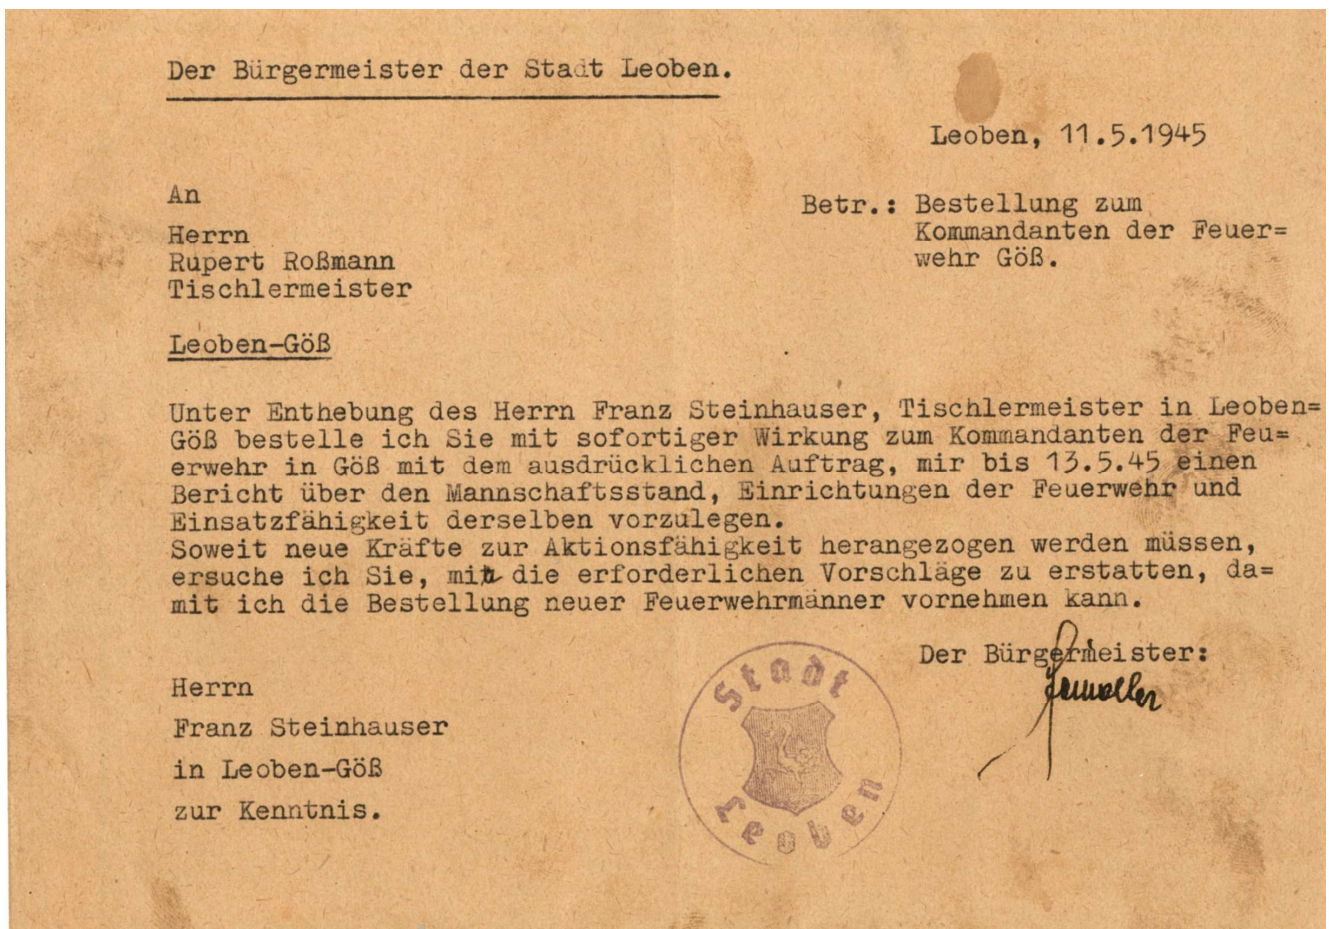 Der Bürgermeister der Stadt Leoben.
Leoben, 11.5.1945
An
Herrn
Rupert Roßmann
Tischlermeister
Leoben-Göß
Betr.: Bestellung zum
Kommandanten der Feuer=
wehr Göß.
Unter Enthebung des Herrn Franz Steinhauser, Tischlermeister in Leoben=
Göß bestelle ich Sie mit sofortiger Wirkung zum Kommandanten der Feu=
erwehr in Göß mit dem ausdrücklichen Auftrag, mir bis 13.5.45 einen
Bericht über den Mannschaftsstand, Einrichtungen der Feuerwehr und
Einsatzfähigkeit derselben vorzulegen.
Soweit neue Kräfte zur Aktionsfähigkeit herangezogen werden müssen,
ersuche ich Sie, mir die erforderlichen Vorschläge zu erstatten, da=
mit ich die Bestellung neuer Feuerwehrmänner vornehmen kann.
Der Bürgermeister:
Herrn
Franz Steinhauser
in Leoben-Göß
zur Kenntnis.
Stadt
Leoben